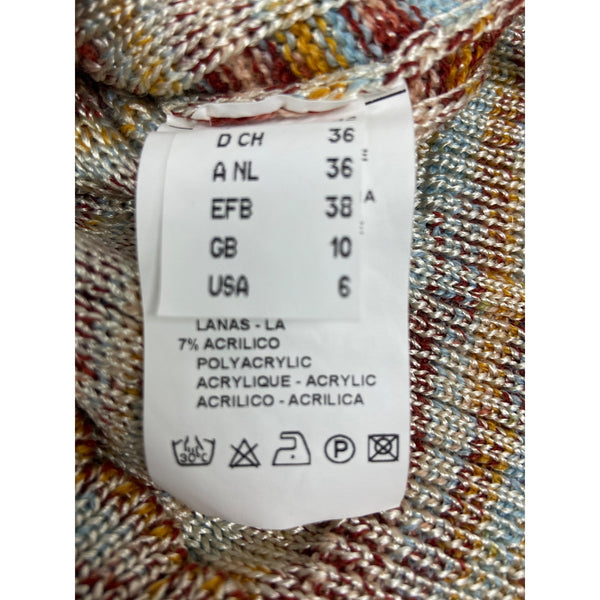 D CH 36
A NL 36
EFB 38
GB 10
USA 6
A
LANAS - LA
7% ACRILICO
POLYACRYLIC
ACRYLIQUE - ACRYLIC
ACRILICO - ACRILICA
30°C P